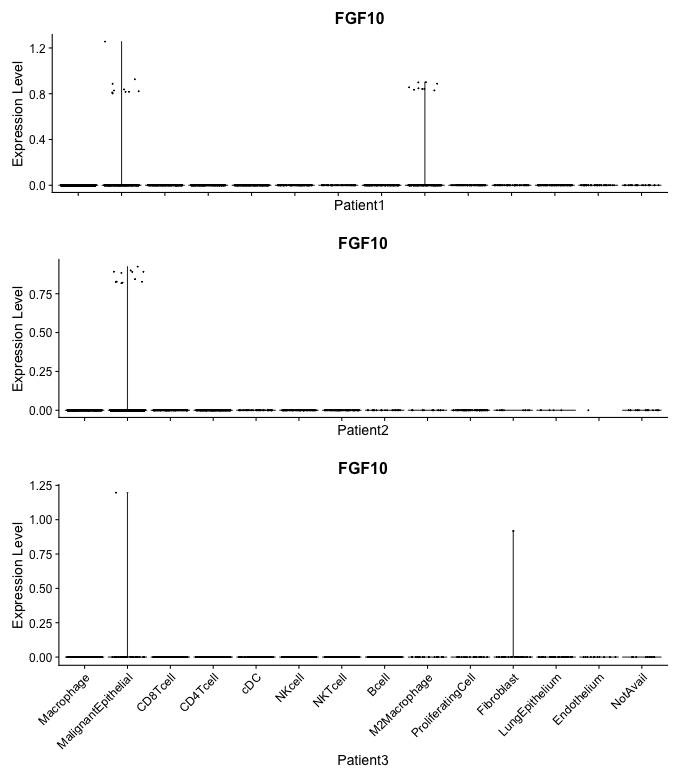 FGF10
Expression Level
1.2
0.8
0.4
0.0
Patient1
FGF10
Expression Level
0.75
0.50
0.25
0.00
Patient2
FGF10
Expression Level
1.25
1.00
0.75
0.50
0.25
0.00
Macrophage
MalignantEpithelial
CD8Tcell
CD4Tcell
cDC
NKcell
NKTcell
Bcell
M2Macrophage
ProliferatingCell
Fibroblast
LungEpithelium
Endothelium
NotAvail
Patient3